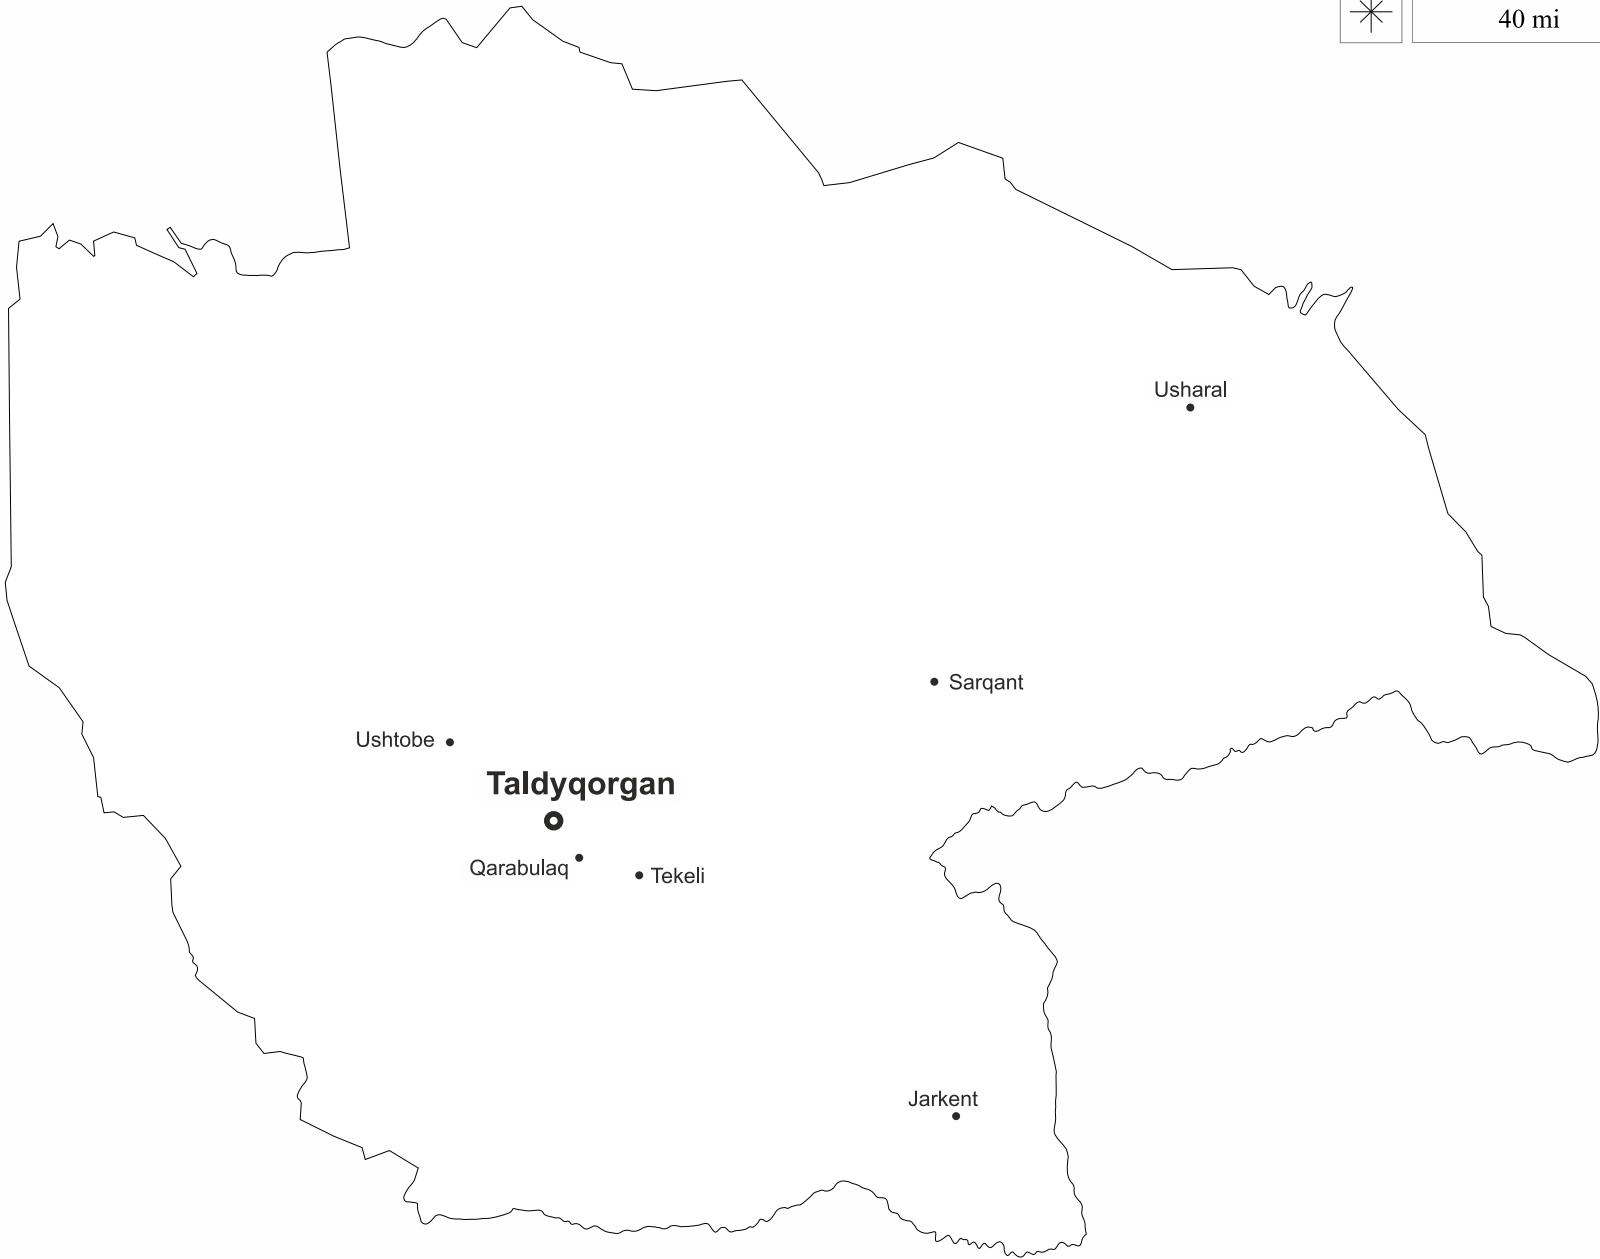 40 mi
Usharal
Sarqant
Ushtobe
Taldyqorgan
Qarabulaq
Tekeli
Jarkent